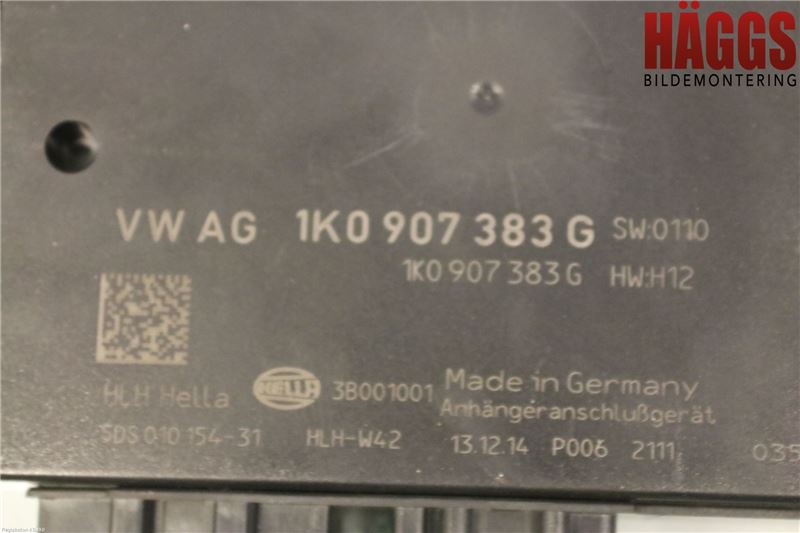 HÄGGS
BILDEMONTERING
VW AG 1K0 907 383 G SW:0110
1K0 907 383 G HW:H12
HLH Hella HELLA 3B001001 Made in Germany
Anhängeranschlußgerät
5DS 010 154-31 HLH-W42 13.12.14 P006 2111 035